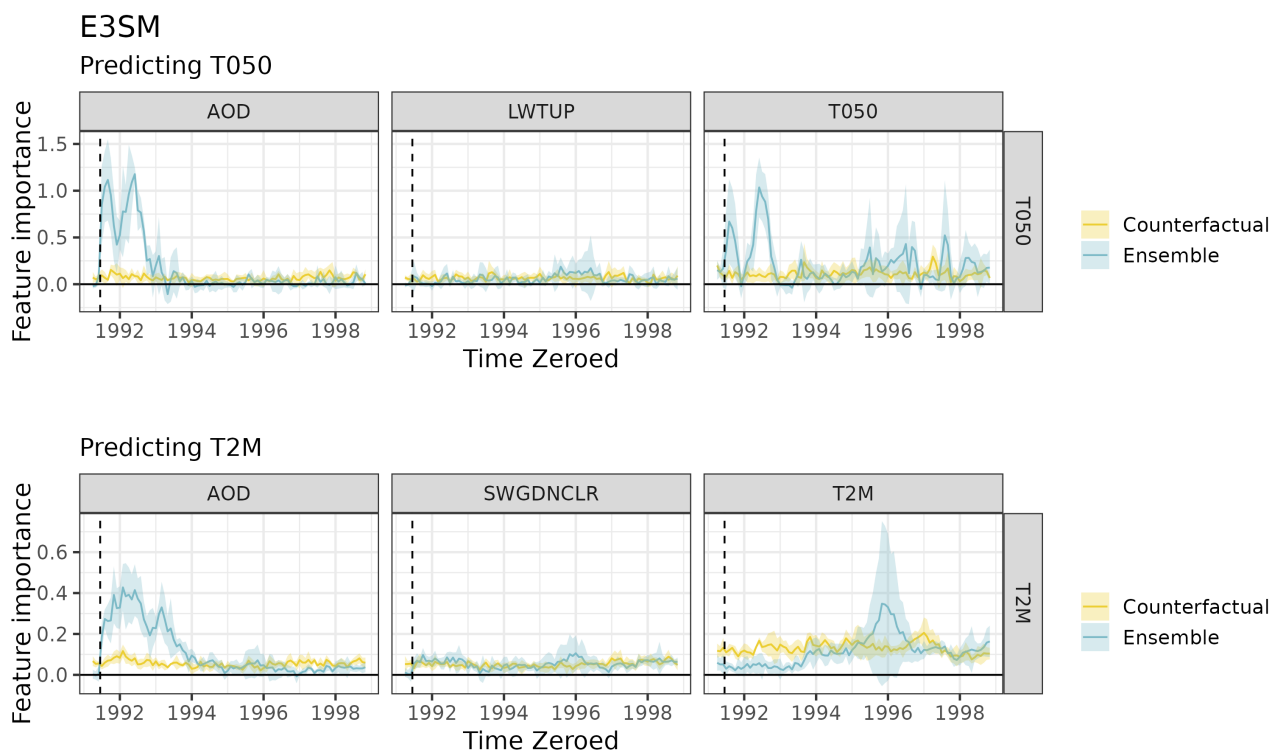 E3SM
Predicting T050
AOD LWTUP T050
Feature importance
1.5
1.0
0.5
0.0
T050
1992 1994 1996 1998 1992 1994 1996 1998 1992 1994 1996 1998
Time Zeroed
Counterfactual
Ensemble
Predicting T2M
AOD SWGDNCLR T2M
Feature importance
0.6
0.4
0.2
0.0
T2M
1992 1994 1996 1998 1992 1994 1996 1998 1992 1994 1996 1998
Time Zeroed
Counterfactual
Ensemble